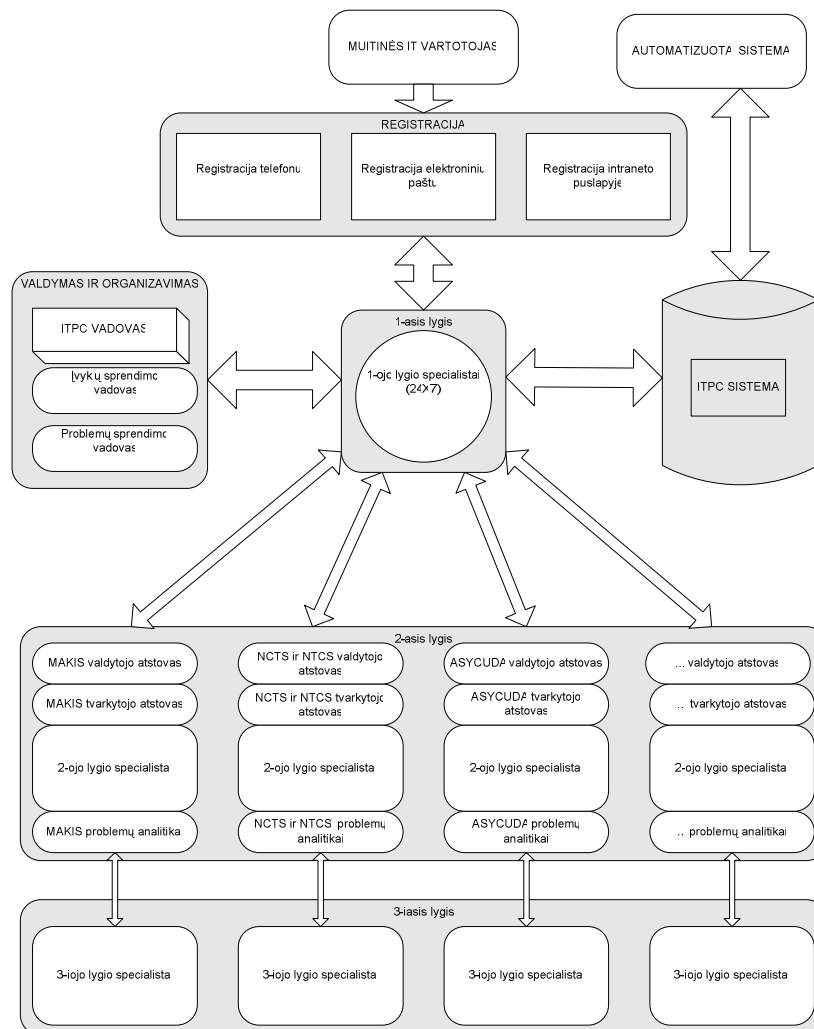 MUITINĖS IT VARTOTOJAS
AUTOMATIZUOTA SISTEMA
REGISTRACIJA
Registracija telefonu
Registracija elektroniniu
paštu
Registracija intraneto
puslapyje
VALDYMAS IR ORGANIZAVIMAS
ITPC VADOVAS
Įvykų sprendimo
vadovas
Problemų sprendimo
vadovas
1-asis lygis
1-ojo lygio specialistai
(24x7)
ITPC SISTEMA
2-asis lygis
MAKIS valdytojo atstovas
MAKIS tvarkytojo atstovas
2-ojo lygio specialista
MAKIS problemų analitika
NCTS ir NTCS valdytojo
atstovas
NCTS ir NTCS tvarkytojo
atstovas
2-ojo lygio specialista
NCTS ir NTCS problemų
analitikai
ASYCUDA valdytojo atstovas
ASYCUDA tvarkytojo
atstovas
2-ojo lygio specialista
ASYCUDA problemų
analitikai
... valdytojo atstovas
.. tvarkytojo atstovas
2-ojo lygio specialista
.. problemų analitikai
3-iasis lygis
3-iojo lygio specialista
3-iojo lygio specialista
3-iojo lygio specialista
3-iojo lygio specialista